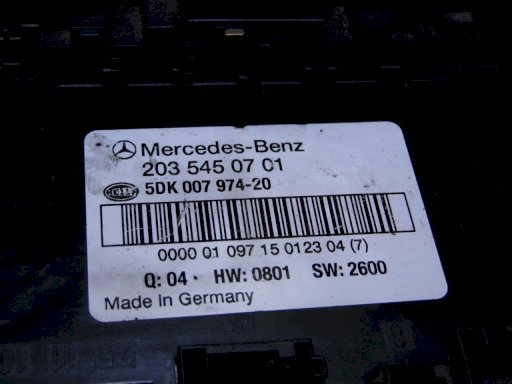 Mercedes-Benz
203 545 07 01
HELLA 5DK 007 974-20
0000 01 097 15 0123 04 (7)
Q: 04 HW: 0801 SW: 2600
Made in Germany